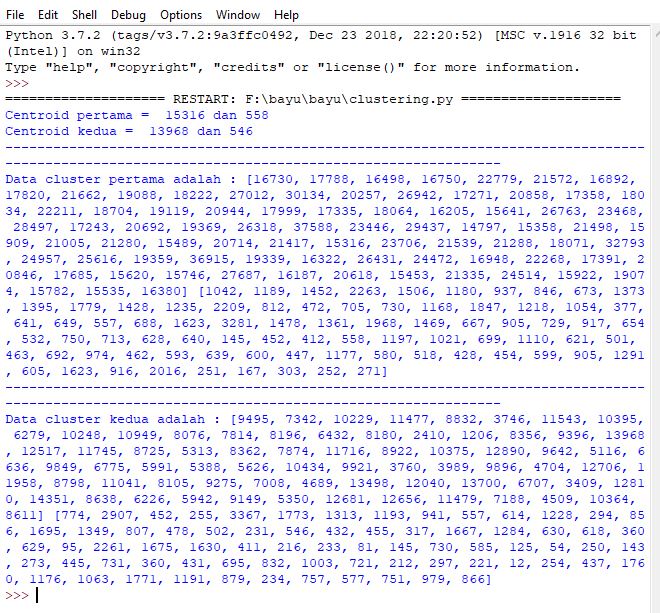 File Edit Shell Debug Options Window Help
Python 3.7.2 (tags/v3.7.2:9a3ffc0492, Dec 23 2018, 22:20:52) [MSC v.1916 32 bit
(Intel)] on win32
Type "help", "copyright", "credits" or "license()" for more information.
>>>
==================== RESTART: F:\bayu\bayu\clustering.py ====================
Centroid pertama =  15316 dan 558
Centroid kedua =  13968 dan 546
--------------------------------------------------------------------------------
--------------------------------------------------------------
Data cluster pertama adalah : [16730, 17788, 16498, 16750, 22779, 21572, 16892,
17820, 21662, 19088, 18222, 27012, 30134, 20257, 26942, 17271, 20858, 17358, 180
34, 22211, 18704, 19119, 20944, 17999, 17335, 18064, 16205, 15641, 26763, 23468,
28497, 17243, 20692, 19369, 26318, 37588, 23446, 29437, 14797, 15358, 21498, 15
909, 21005, 21280, 15489, 20714, 21417, 15316, 23706, 21539, 21288, 18071, 32793
, 24957, 25616, 19359, 36915, 19339, 16322, 26431, 24472, 16948, 22268, 17391, 2
0846, 17685, 15620, 15746, 27687, 16187, 20618, 15453, 21335, 24514, 15922, 1907
4, 15782, 15535, 16380] [1042, 1189, 1452, 2263, 1506, 1180, 937, 846, 673, 1373
, 1395, 1779, 1428, 1235, 2209, 812, 472, 705, 730, 1168, 1847, 1218, 1054, 377,
641, 649, 557, 688, 1623, 3281, 1478, 1361, 1968, 1469, 667, 905, 729, 917, 654
, 532, 750, 713, 628, 640, 145, 452, 412, 558, 1197, 1021, 699, 1110, 621, 501,
463, 692, 974, 462, 593, 639, 600, 447, 1177, 580, 518, 428, 454, 599, 905, 1291
, 605, 1623, 916, 2016, 251, 167, 303, 252, 271]
--------------------------------------------------------------------------------
--------------------------------------------------------------
Data cluster kedua adalah : [9495, 7342, 10229, 11477, 8832, 3746, 11543, 10395,
6279, 10248, 10949, 8076, 7814, 8196, 6432, 8180, 2410, 1206, 8356, 9396, 13968
, 12517, 11745, 8725, 5313, 8362, 7874, 11716, 8922, 10375, 12890, 9642, 5116, 6
636, 9849, 6775, 5991, 5388, 5626, 10434, 9921, 3760, 3989, 9896, 4704, 12706, 1
1958, 8798, 11041, 8105, 9275, 7008, 4689, 13498, 12040, 13700, 6707, 3409, 1281
0, 14351, 8638, 6226, 5942, 9149, 5350, 12681, 12656, 11479, 7188, 4509, 10364,
8611] [774, 2907, 452, 255, 3367, 1773, 1313, 1193, 941, 557, 614, 1228, 294, 85
6, 1695, 1349, 807, 478, 502, 231, 546, 432, 455, 317, 1667, 1284, 630, 618, 360
, 629, 95, 2261, 1675, 1630, 411, 216, 233, 81, 145, 730, 585, 125, 54, 250, 143
, 273, 445, 731, 360, 431, 695, 832, 1003, 721, 212, 297, 221, 12, 254, 437, 176
0, 1176, 1063, 1771, 1191, 879, 234, 757, 577, 751, 979, 866]
>>>